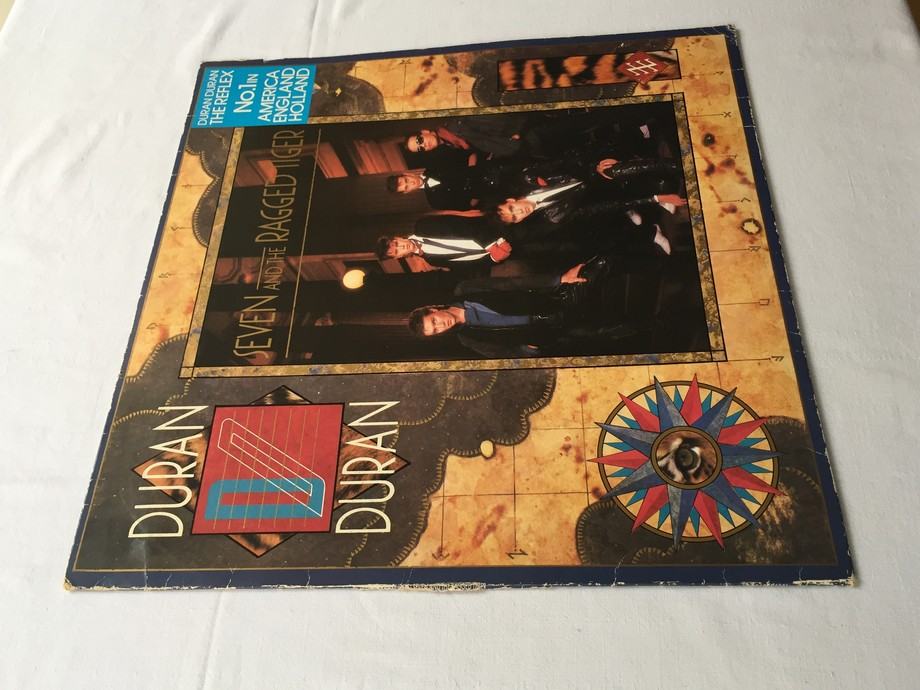 DURAN
DURAN
SEVEN AND THE RAGGED TIGER
DURAN DURAN
THE REFLEX
No.1 IN
AMERICA
ENGLAND
HOLLAND